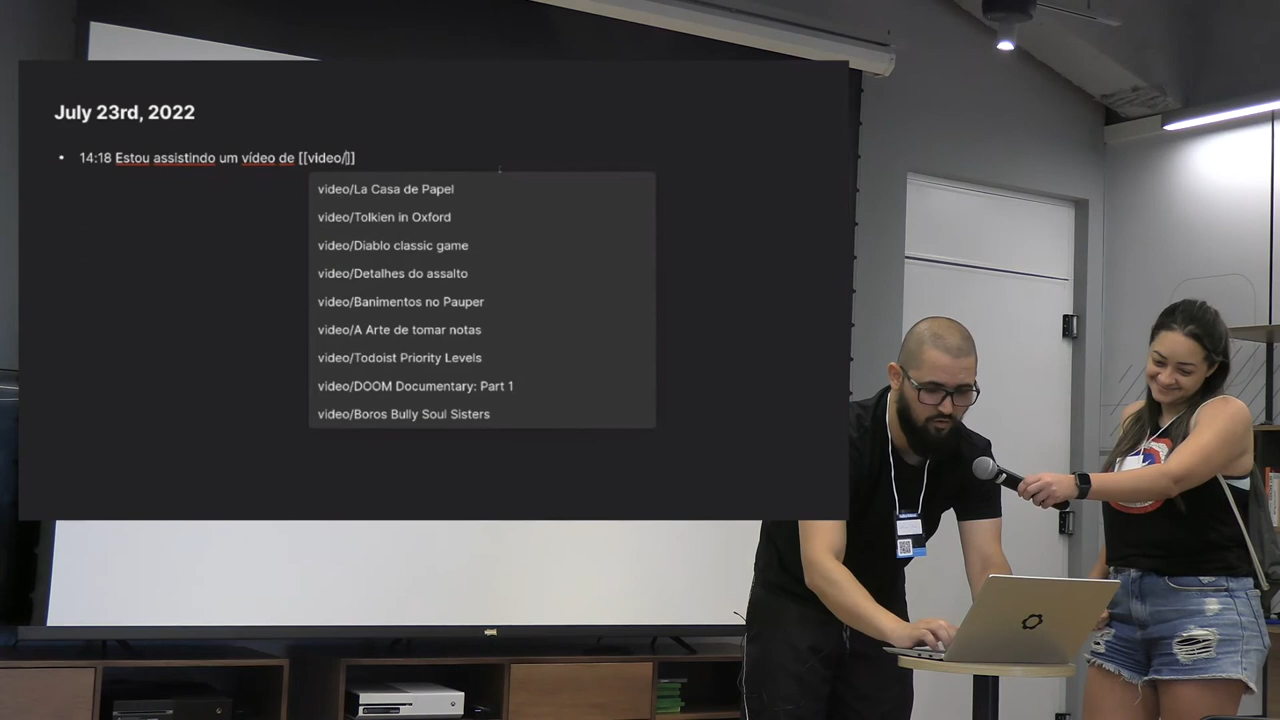 July 23rd, 2022
• 14:18 Estou assistindo um vídeo de [[video/]]
video/La Casa de Papel
video/Tolkien in Oxford
video/Diablo classic game
video/Detalhes do assalto
video/Banimentos no Pauper
video/A Arte de tomar notas
video/Todoist Priority Levels
video/DOOM Documentary: Part 1
video/Boros Bully Soul Sisters